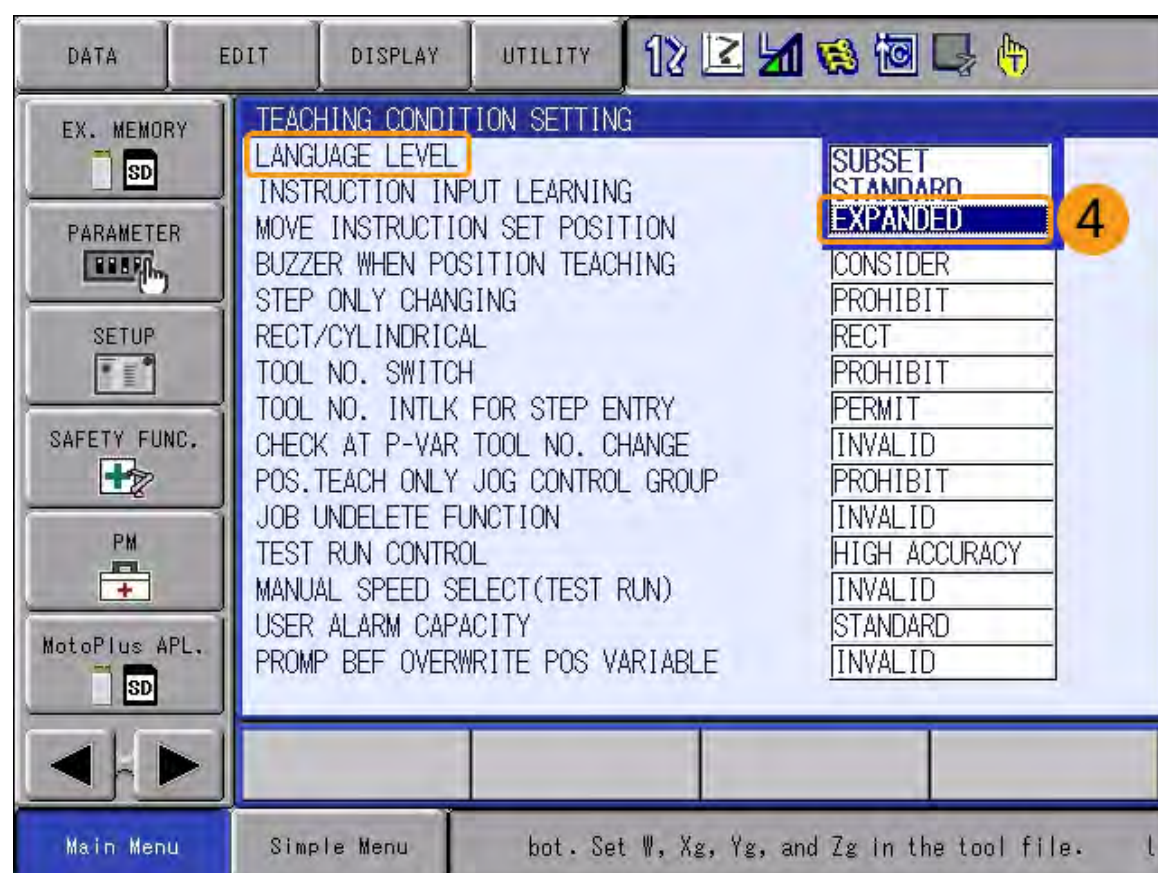 DATA
EDIT
DISPLAY
UTILITY
EX. MEMORY
SD
PARAMETER
SETUP
SAFETY FUNC.
PM
MotoPlus APL.
SD
TEACHING CONDITION SETTING
LANGUAGE LEVEL
SUBSET
INSTRUCTION INPUT LEARNING
STANDARD
MOVE INSTRUCTION SET POSITION
EXPANDED
4
BUZZER WHEN POSITION TEACHING
CONSIDER
STEP ONLY CHANGING
PROHIBIT
RECT/CYLINDRICAL
RECT
TOOL NO. SWITCH
PROHIBIT
TOOL NO. INTLK FOR STEP ENTRY
PERMIT
CHECK AT P-VAR TOOL NO. CHANGE
INVALID
POS.TEACH ONLY JOG CONTROL GROUP
PROHIBIT
JOB UNDELETE FUNCTION
INVALID
TEST RUN CONTROL
HIGH ACCURACY
MANUAL SPEED SELECT(TEST RUN)
INVALID
USER ALARM CAPACITY
STANDARD
PROMP BEF OVERWRITE POS VARIABLE
INVALID
Main Menu
Simple Menu
bot. Set W, Xg, Yg, and Zg in the tool file.